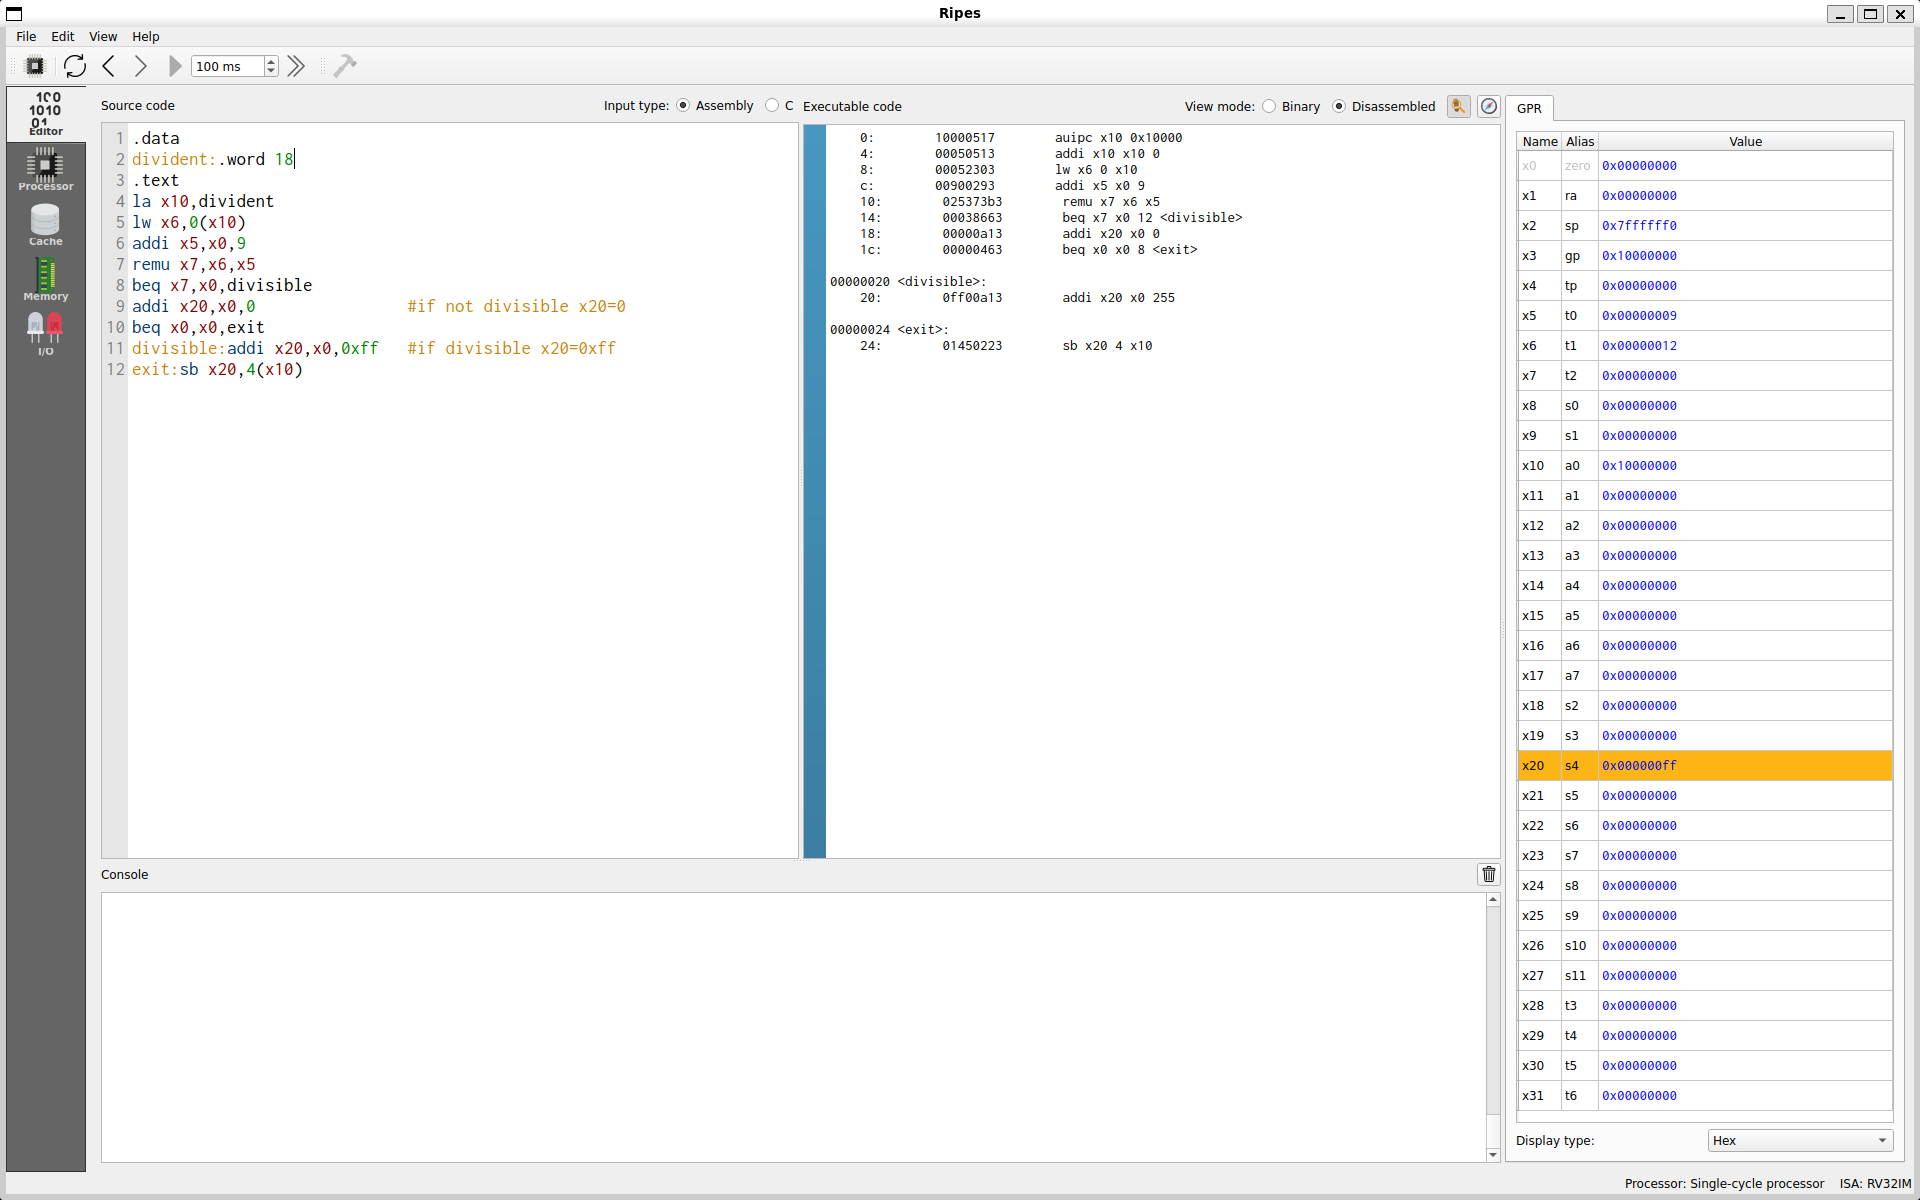 Ripes
File Edit View Help
100 ms
Editor
Processor
Cache
Memory
I/O
Source code Input type: Assembly C
1 .data
2 divident:.word 18
3 .text
4 la x10,divident
5 lw x6,0(x10)
6 addi x5,x0,9
7 remu x7,x6,x5
8 beq x7,x0,divisible
9 addi x20,x0,0 #if not divisible x20=0
10 beq x0,x0,exit
11 divisible:addi x20,x0,0xff #if divisible x20=0xff
12 exit:sb x20,4(x10)
Executable code View mode: Binary Disassembled
0: 10000517 auipc x10 0x10000
4: 00050513 addi x10 x10 0
8: 00052303 lw x6 0 x10
c: 00900293 addi x5 x0 9
10: 025373b3 remu x7 x6 x5
14: 00038663 beq x7 x0 12 <divisible>
18: 00000a13 addi x20 x0 0
1c: 00000463 beq x0 x0 8 <exit>
00000020 <divisible>:
20: 0ff00a13 addi x20 x0 255
00000024 <exit>:
24: 01450223 sb x20 4 x10
Console
GPR
Name Alias Value
x0 zero 0x00000000
x1 ra 0x00000000
x2 sp 0x7ffffff0
x3 gp 0x10000000
x4 tp 0x00000000
x5 t0 0x00000009
x6 t1 0x00000012
x7 t2 0x00000000
x8 s0 0x00000000
x9 s1 0x00000000
x10 a0 0x10000000
x11 a1 0x00000000
x12 a2 0x00000000
x13 a3 0x00000000
x14 a4 0x00000000
x15 a5 0x00000000
x16 a6 0x00000000
x17 a7 0x00000000
x18 s2 0x00000000
x19 s3 0x00000000
x20 s4 0x000000ff
x21 s5 0x00000000
x22 s6 0x00000000
x23 s7 0x00000000
x24 s8 0x00000000
x25 s9 0x00000000
x26 s10 0x00000000
x27 s11 0x00000000
x28 t3 0x00000000
x29 t4 0x00000000
x30 t5 0x00000000
x31 t6 0x00000000
Display type: Hex
Processor: Single-cycle processor ISA: RV32IM